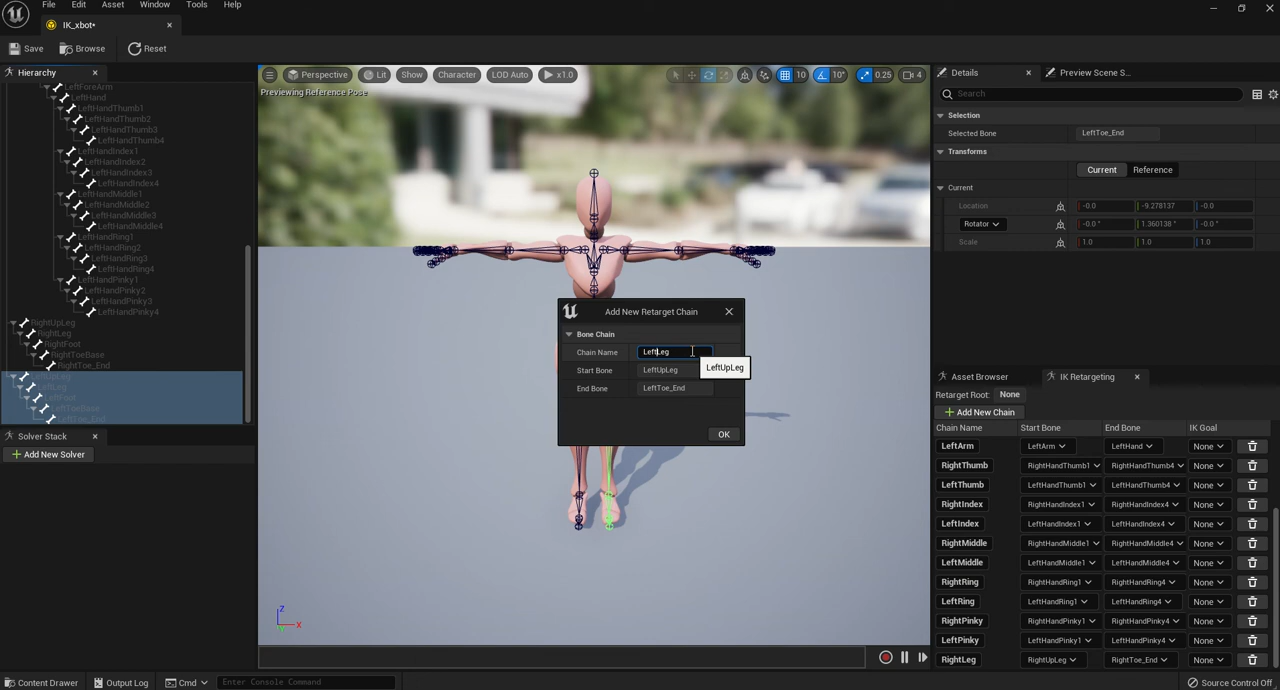 File Edit Asset Window Tools Help
IK_xbot*
Save Browse Reset
Hierarchy
LeftForeArm
LeftHand
LeftHandThumb1
LeftHandThumb2
LeftHandThumb3
LeftHandThumb4
LeftHandIndex1
LeftHandIndex2
LeftHandIndex3
LeftHandIndex4
LeftHandMiddle1
LeftHandMiddle2
LeftHandMiddle3
LeftHandMiddle4
LeftHandRing1
LeftHandRing2
LeftHandRing3
LeftHandRing4
LeftHandPinky1
LeftHandPinky2
LeftHandPinky3
LeftHandPinky4
RightUpLeg
RightLeg
RightFoot
RightToeBase
RightToe_End
LeftUpLeg
LeftLeg
LeftFoot
LeftToeBase
LeftToe_End
Solver Stack
Add New Solver
Perspective Lit Show Character LOD Auto x1.0 10 10° 0.25 4
Previewing Reference Pose
Add New Retarget Chain
Bone Chain
Chain Name LeftLeg
Start Bone LeftUpLeg
End Bone LeftToe_End
LeftUpLeg
OK
Z
X
Details Preview Scene S...
Search
Selection
Selected Bone LeftToe_End
Transforms
Current Reference
Current
Location -0.0 -9.278137 -0.0
Rotator -0.0 ° 1.360138 ° -0.0 °
Scale 1.0 1.0 1.0
Asset Browser IK Retargeting
Retarget Root: None
Add New Chain
Chain Name Start Bone End Bone IK Goal
LeftArm LeftArm LeftHand None
RightThumb RightHandThumb1 RightHandThumb4 None
LeftThumb LeftHandThumb1 LeftHandThumb4 None
RightIndex RightHandIndex1 RightHandIndex4 None
LeftIndex LeftHandIndex1 LeftHandIndex4 None
RightMiddle RightHandMiddle1 RightHandMiddle4 None
LeftMiddle LeftHandMiddle1 LeftHandMiddle4 None
RightRing RightHandRing1 RightHandRing4 None
LeftRing LeftHandRing1 LeftHandRing4 None
RightPinky RightHandPinky1 RightHandPinky4 None
LeftPinky LeftHandPinky1 LeftHandPinky4 None
RightLeg RightUpLeg RightToe_End None
Content Drawer Output Log Cmd Enter Console Command Source Control Off